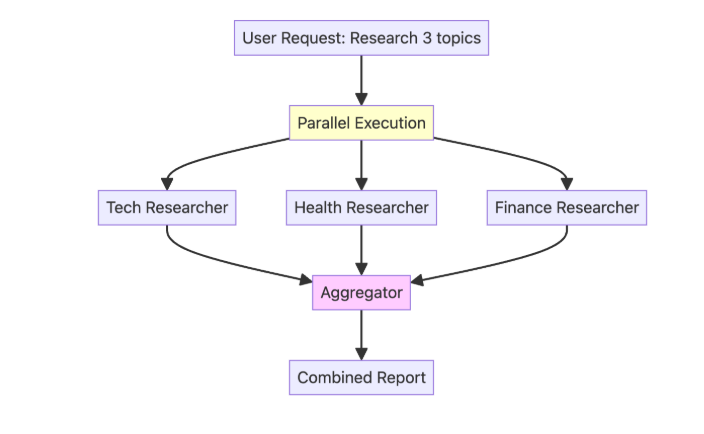 User Request: Research 3 topics
Parallel Execution
Tech Researcher
Health Researcher
Finance Researcher
Aggregator
Combined Report